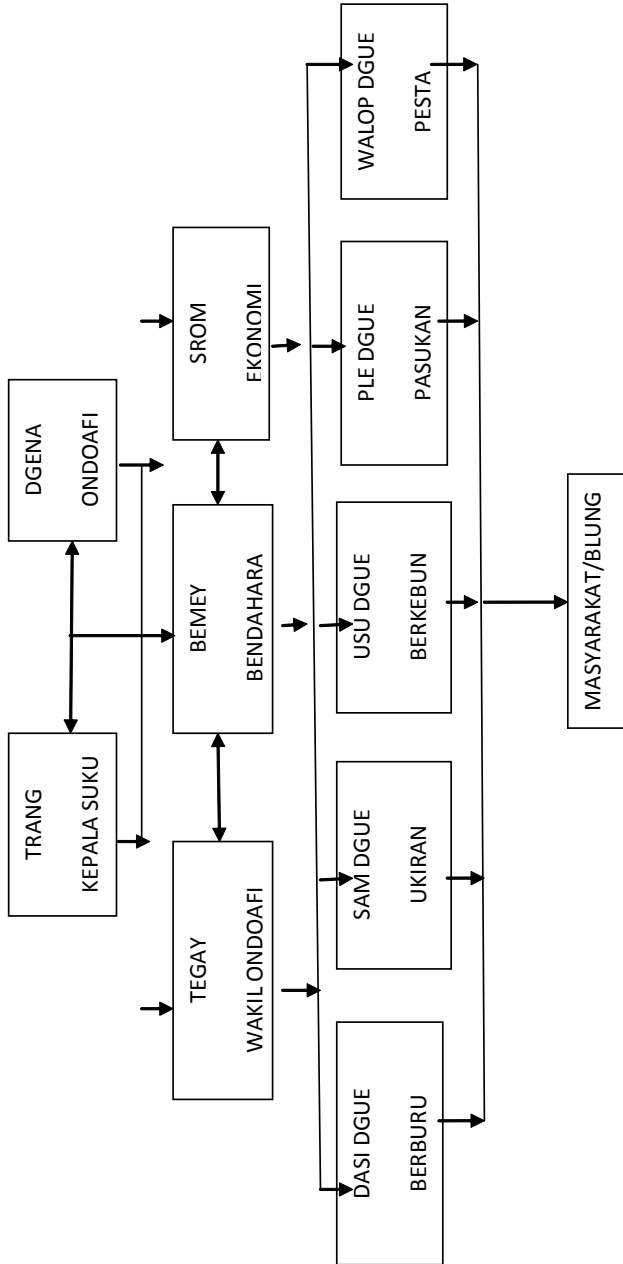 TRANG
KEPALA SUKU
DGENA
ONDOAFI
TEGAY
WAKIL ONDOAFI
BEMEY
BENDAHARA
SROM
EKONOMI
DASI DGUE
BERBURU
SAM DGUE
UKIRAN
USU DGUE
BERKEBUN
PLE DGUE
PASUKAN
WALOP DGUE
PESTA
MASYARAKAT/BLUNG